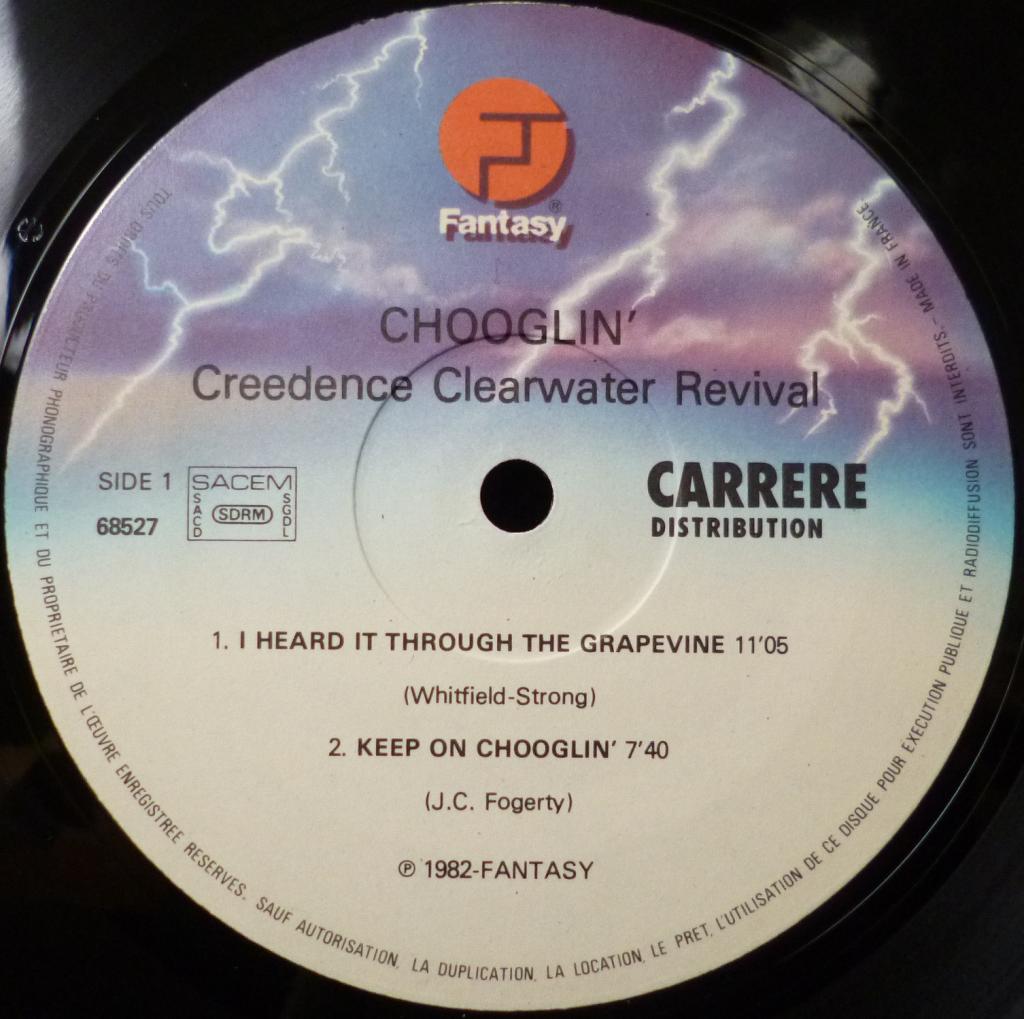 Fantasy ®
CHOOGLIN'
Creedence Clearwater Revival
SIDE 1
68527
SACEM
SACD
SDRM
SGDL
CARRERE
DISTRIBUTION
1. I HEARD IT THROUGH THE GRAPEVINE 11'05
(Whitfield-Strong)
2. KEEP ON CHOOGLIN' 7'40
(J.C. Fogerty)
℗ 1982-FANTASY
TOUS DROITS DU PRODUCTEUR PHONOGRAPHIQUE ET DU PROPRIETAIRE DE L'ŒUVRE ENREGISTREE RESERVES. SAUF AUTORISATION, LA DUPLICATION, LA LOCATION, LE PRET, L'UTILISATION DE CE DISQUE POUR EXECUTION PUBLIQUE ET RADIODIFFUSION SONT INTERDITS. – MADE IN FRANCE